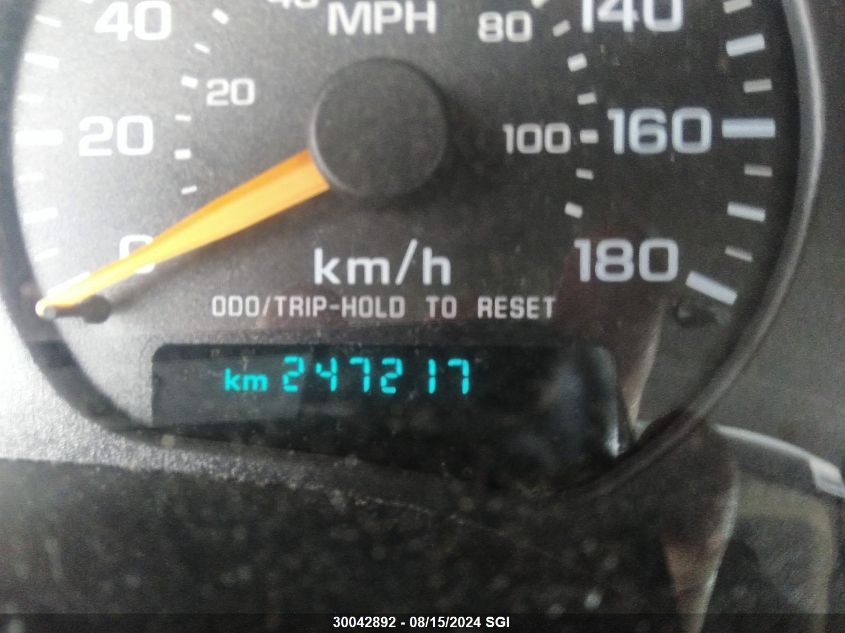 40 40 MPH 80 140
20
20 100 160
0 km/h 180
ODO/TRIP-HOLD TO RESET
km 247217
30042892 - 08/15/2024 SGI